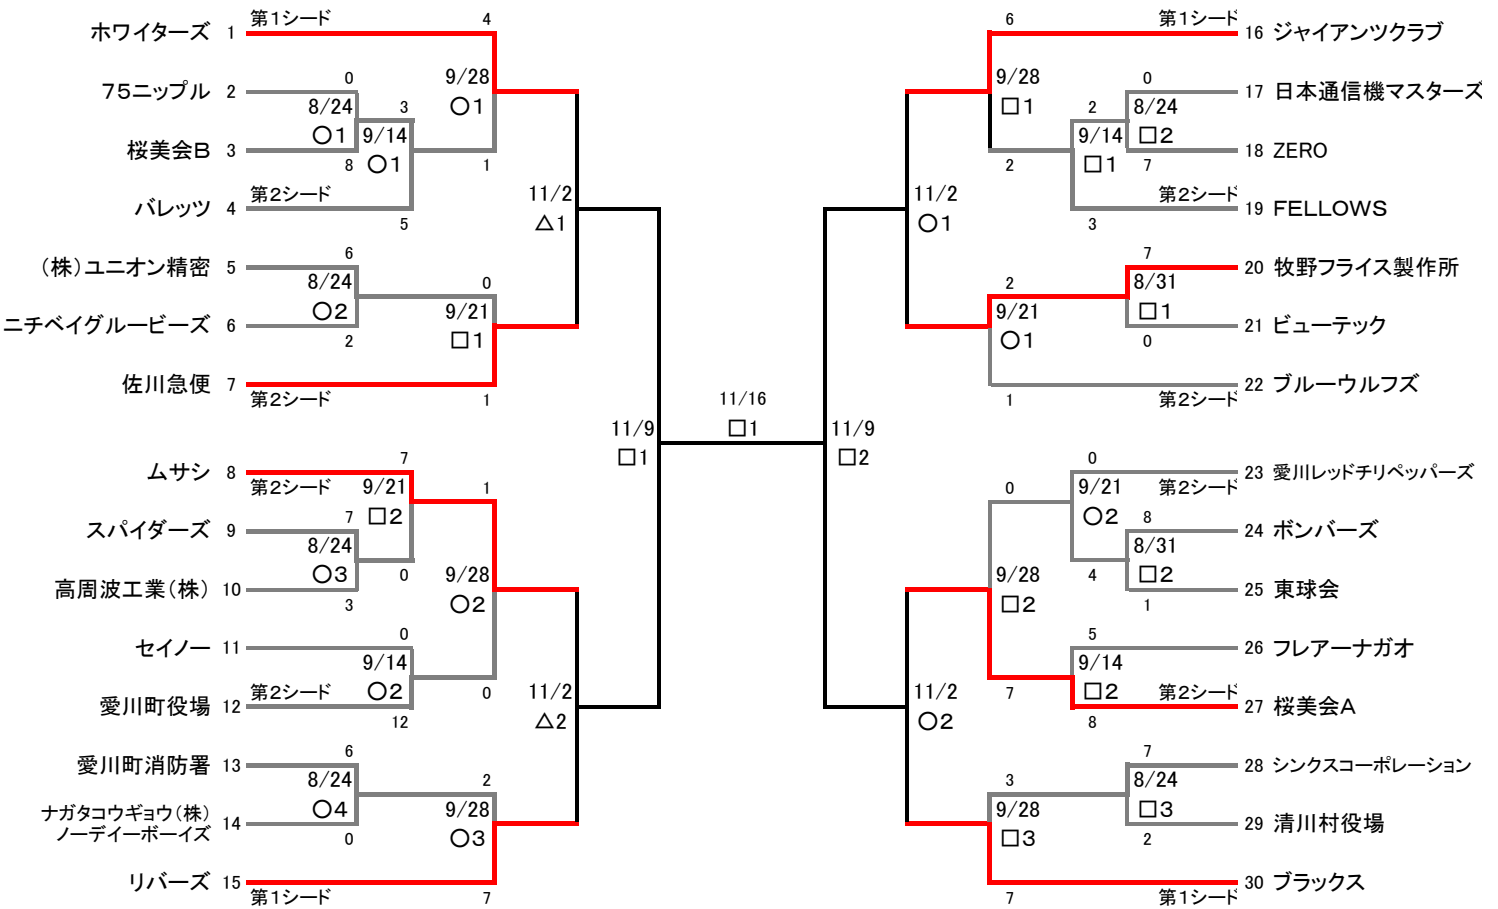 第1シード 4
ホワイターズ 1
9/28
○1
75ニップル 2
0
8/24
○1
3
9/14
○1
桜美会B 3
8
1
第2シード
バレッツ 4
5
11/2
△1
(株)ユニオン精密 5
6
8/24
○2
0
9/21
□1
ニチベイグルービーズ 6
2
佐川急便 7
第2シード
1
11/9
□1
ムサシ 8
7
第2シード
9/21
□2
1
スパイダーズ 9
7
8/24
○3
0
高周波工業(株) 10
3
9/28
○2
セイノー 11
0
9/14
○2
0
第2シード
愛川町役場 12
12
11/2
△2
愛川町消防署 13
6
8/24
○4
2
9/28
○3
ナガタコウギョウ(株)
ノーデイーボーイズ 14
0
リバーズ 15
第1シード 7
11/16
□1
6 第1シード
16 ジャイアンツクラブ
9/28
□1
0
17 日本通信機マスターズ
2
8/24
□2
9/14
□1
18 ZERO
7
2
第2シード
19 FELLOWS
3
11/2
○1
7
20 牧野フライス製作所
2
8/31
□1
9/21
○1
21 ビューテック
0
22 ブルーウルフズ
1 第2シード
11/9
□2
0
23 愛川レッドチリペッパーズ
第2シード
0
9/21
○2
8
24 ボンバーズ
8/31
□2
4
25 東球会
1
9/28
□2
5
26 フレアーナガオ
9/14
□2
7
第2シード
27 桜美会A
8
11/2
○2
7
28 シンクスコーポレーション
3
8/24
□3
9/28
□3
29 清川村役場
2
30 ブラックス
7 第1シード